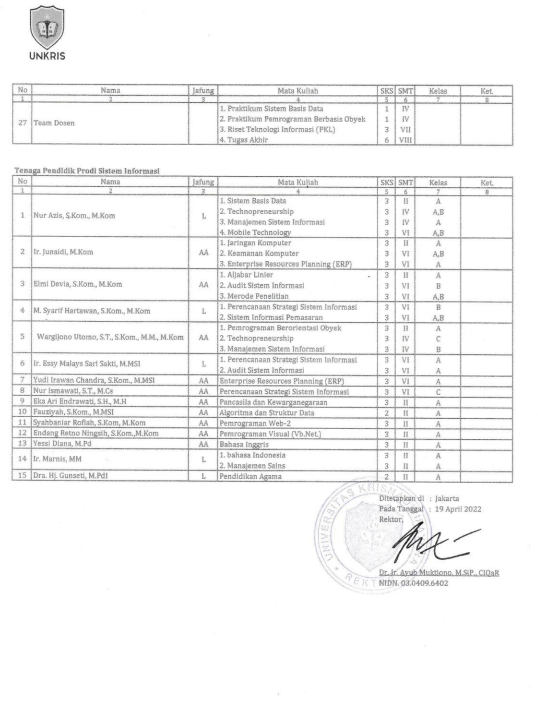 UNKRIS
No Nama Jafung Mata Kuliah SKS SMT Kelas Ket.
1 2 3 4 5 6 7 8
27 Team Dosen
1. Praktikum Sistem Basis Data 1 IV
2. Praktikum Pemrograman Berbasis Obyek 1 IV
3. Riset Teknologi Informasi (PKL) 3 VII
4. Tugas Akhir 6 VIII
Tenaga Pendidik Prodi Sistem Informasi
No Nama Jafung Mata Kuliah SKS SMT Kelas Ket.
1 2 3 4 5 6 7 8
1 Nur Azis, S.Kom., M.Kom L
1. Sistem Basis Data 3 II A
2. Technopreneurship 3 IV A,B
3. Manajemen Sistem Informasi 3 IV A
4. Mobile Technology 3 VI A,B
2 Ir. Junaidi, M.Kom AA
1. Jaringan Komputer 3 II A
2. Keamanan Komputer 3 VI A,B
3. Enterprise Resources Planning (ERP) 3 VI A
3 Elmi Devia, S.Kom., M.Kom AA
1. Aljabar Linier 3 II A
2. Audit Sistem Informasi 3 VI B
3. Merode Penelitian 3 VI A,B
4 M. Syarif Hartawan, S.Kom., M.Kom L
1. Perencanaan Strategi Sistem Informasi 3 VI B
2. Sistem Informasi Pemasaran 3 VI A,B
5 Wargijono Utomo, S.T., S.Kom., M.M., M.Kom AA
1. Pemrograman Berorientasi Obyek 3 II A
2. Technopreneurship 3 IV C
3. Manajemen Sistem Informasi 3 IV B
6 Ir. Essy Malays Sari Sakti, M.MSI L
1. Perencanaan Strategi Sistem Informasi 3 VI A
2. Audit Sistem Informasi 3 VI A
7 Yudi Irawan Chandra, S.Kom., M.MSI AA Enterprise Resources Planning (ERP) 3 VI A
8 Nur Ismawati, S.T., M.Cs AA Perencanaan Strategi Sistem Informasi 3 VI C
9 Eka Ari Endrawati, S.H., M.H AA Pancasila dan Kewarganegaraan 3 II A
10 Fauziyah, S.Kom., M.MSI AA Algoritma dan Struktur Data 2 II A
11 Syahbaniar Rofiah, S.Kom, M.Kom AA Pemrograman Web-2 3 II A
12 Endang Retno Ningsih, S.Kom.,M.Kom AA Pemrograman Visual (Vb.Net.) 3 II A
13 Yessi Diana, M.Pd AA Bahasa Inggris 3 II A
14 Ir. Marnis, MM L
1. bahasa Indonesia 3 II A
2. Manajemen Sains 3 II A
15 Dra. Hj. Gunseti, M.PdI L Pendidikan Agama 2 II A
Ditetapkan di : Jakarta
Pada Tanggal : 19 April 2022
Rektor,
UNIVERSITAS
REKTOR
Dr. Ir. Ayub Muktiono, M.SiP., CIQaR
NIDN. 03.0409.6402